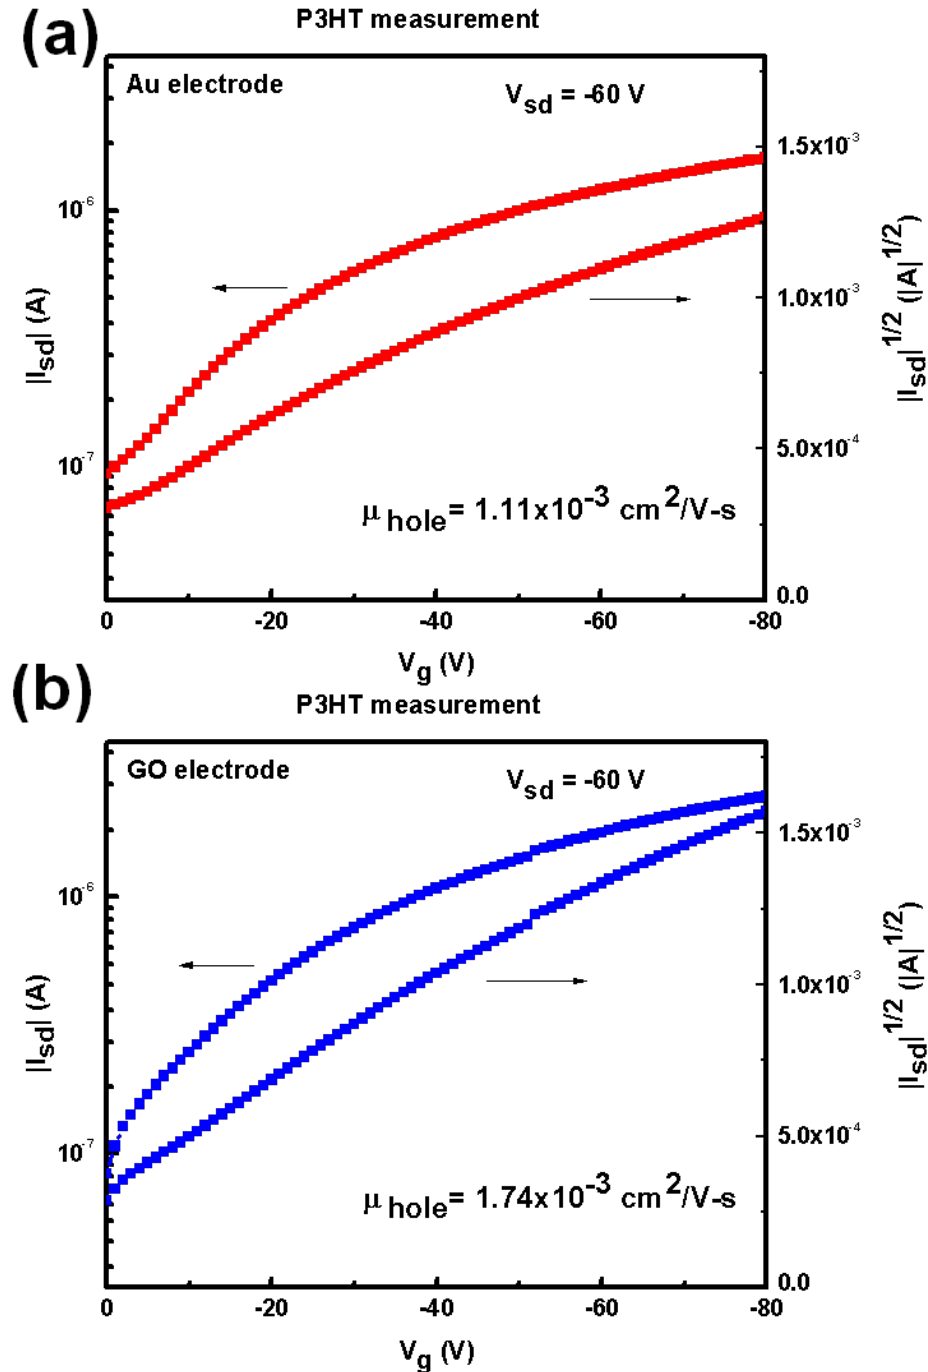 (a)
P3HT measurement
Au electrode
V_sd = -60 V
1.5x10^-3
10^-6
1.0x10^-3
|I_sd| (A)
|I_sd|^1/2 (|A|^1/2)
5.0x10^-4
10^-7
μ_hole = 1.11x10^-3 cm^2/V-s
0.0
0 -20 -40 -60 -80
V_g (V)
(b)
P3HT measurement
GO electrode
V_sd = -60 V
1.5x10^-3
10^-6
1.0x10^-3
|I_sd| (A)
|I_sd|^1/2 (|A|^1/2)
10^-7
5.0x10^-4
μ_hole = 1.74x10^-3 cm^2/V-s
0.0
0 -20 -40 -60 -80
V_g (V)